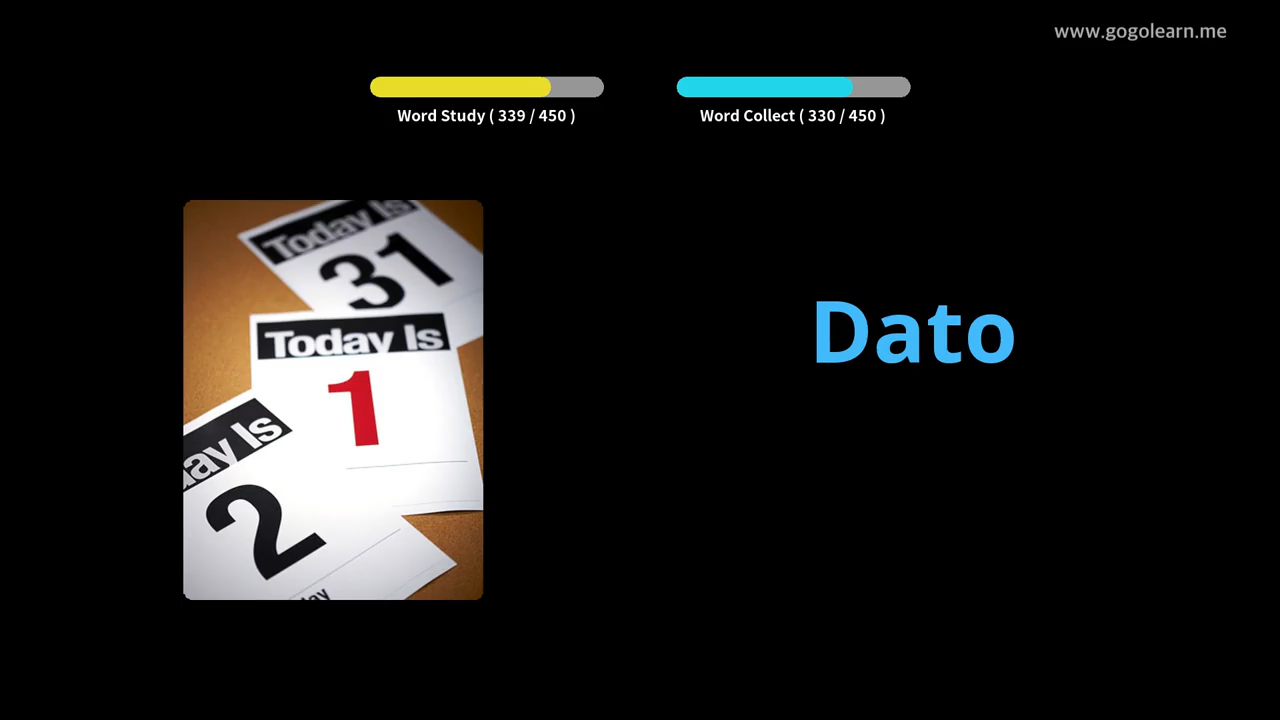 www.gogolearn.me
Word Study ( 339 / 450 )
Word Collect ( 330 / 450 )
Today Is
31
Today Is
1
ay Is
2
Dato